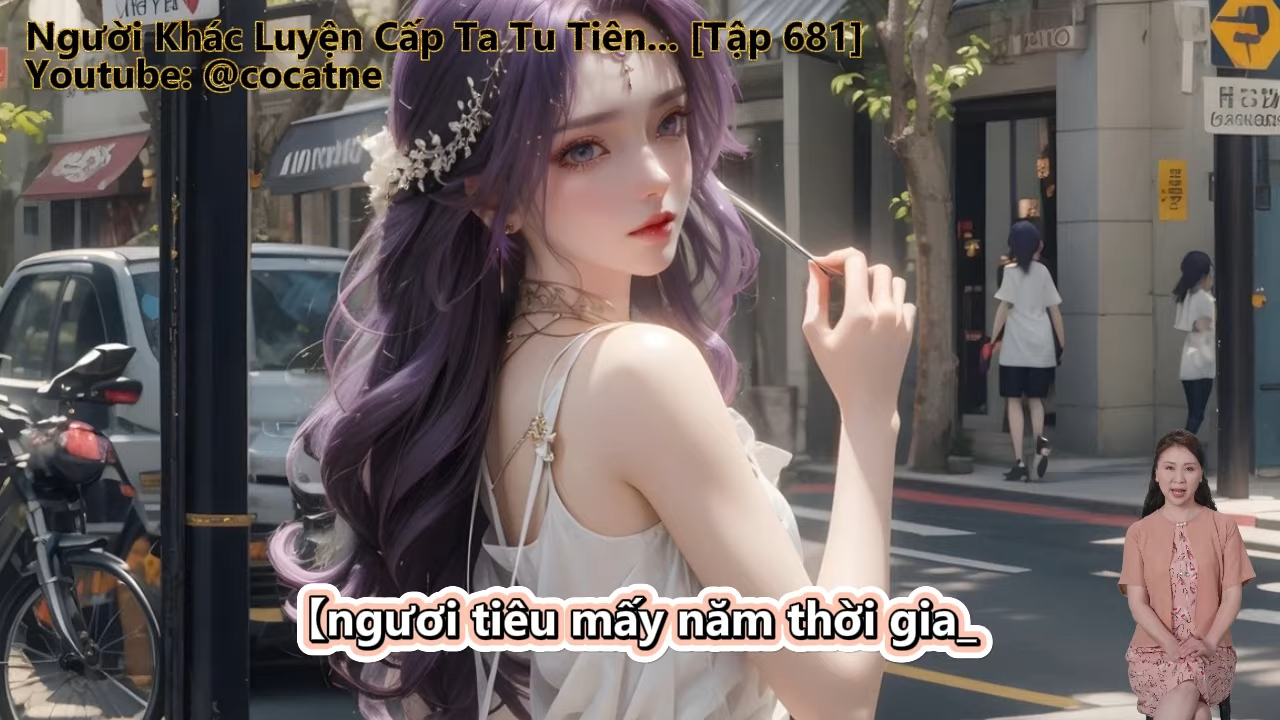 Người Khác Luyện Cấp Ta Tu Tiên... [Tập 681]
Youtube: @cocatne
【ngươi tiêu mấy năm thời gia_